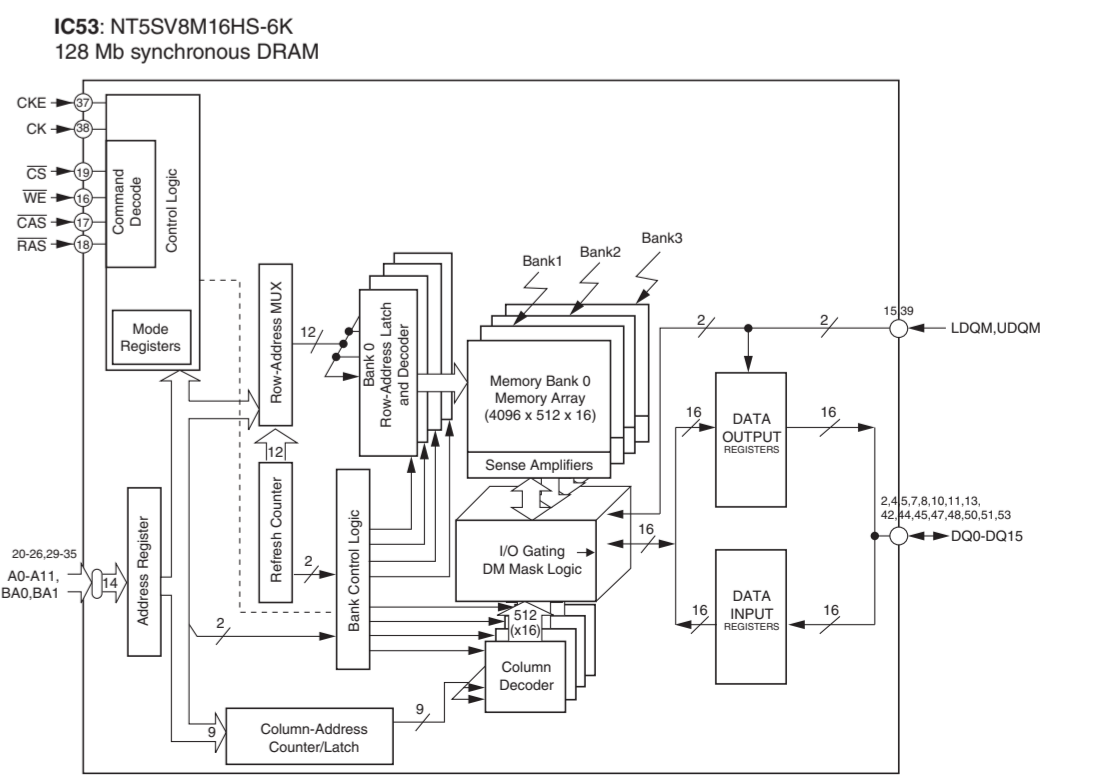 IC53: NT5SV8M16HS-6K
128 Mb synchronous DRAM
CKE
37
CK
38
CS
19
WE
16
CAS
17
RAS
18
Command
Decode
Control Logic
Mode
Registers
Row-Address MUX
12
12
Refresh Counter
Bank 0
Row-Address Latch
and Decoder
Bank1
Bank2
Bank3
Memory Bank 0
Memory Array
(4096 x 512 x 16)
Sense Amplifiers
2
2
15,39
LDQM,UDQM
DATA
OUTPUT
REGISTERS
16
16
2,4,5,7,8,10,11,13,
42,44,45,47,48,50,51,53
DQ0-DQ15
I/O Gating
DM Mask Logic
16
DATA
INPUT
REGISTERS
16
16
20-26,29-35
A0-A11,
BA0,BA1
14
Address Register
2
Bank Control Logic
2
512
(x16)
Column
Decoder
9
Column-Address
Counter/Latch
9